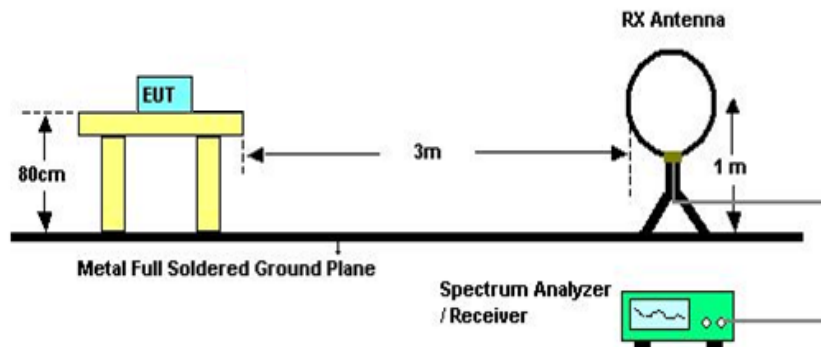 RX Antenna
EUT
3m
80cm
1 m
Metal Full Soldered Ground Plane
Spectrum Analyzer
/ Receiver